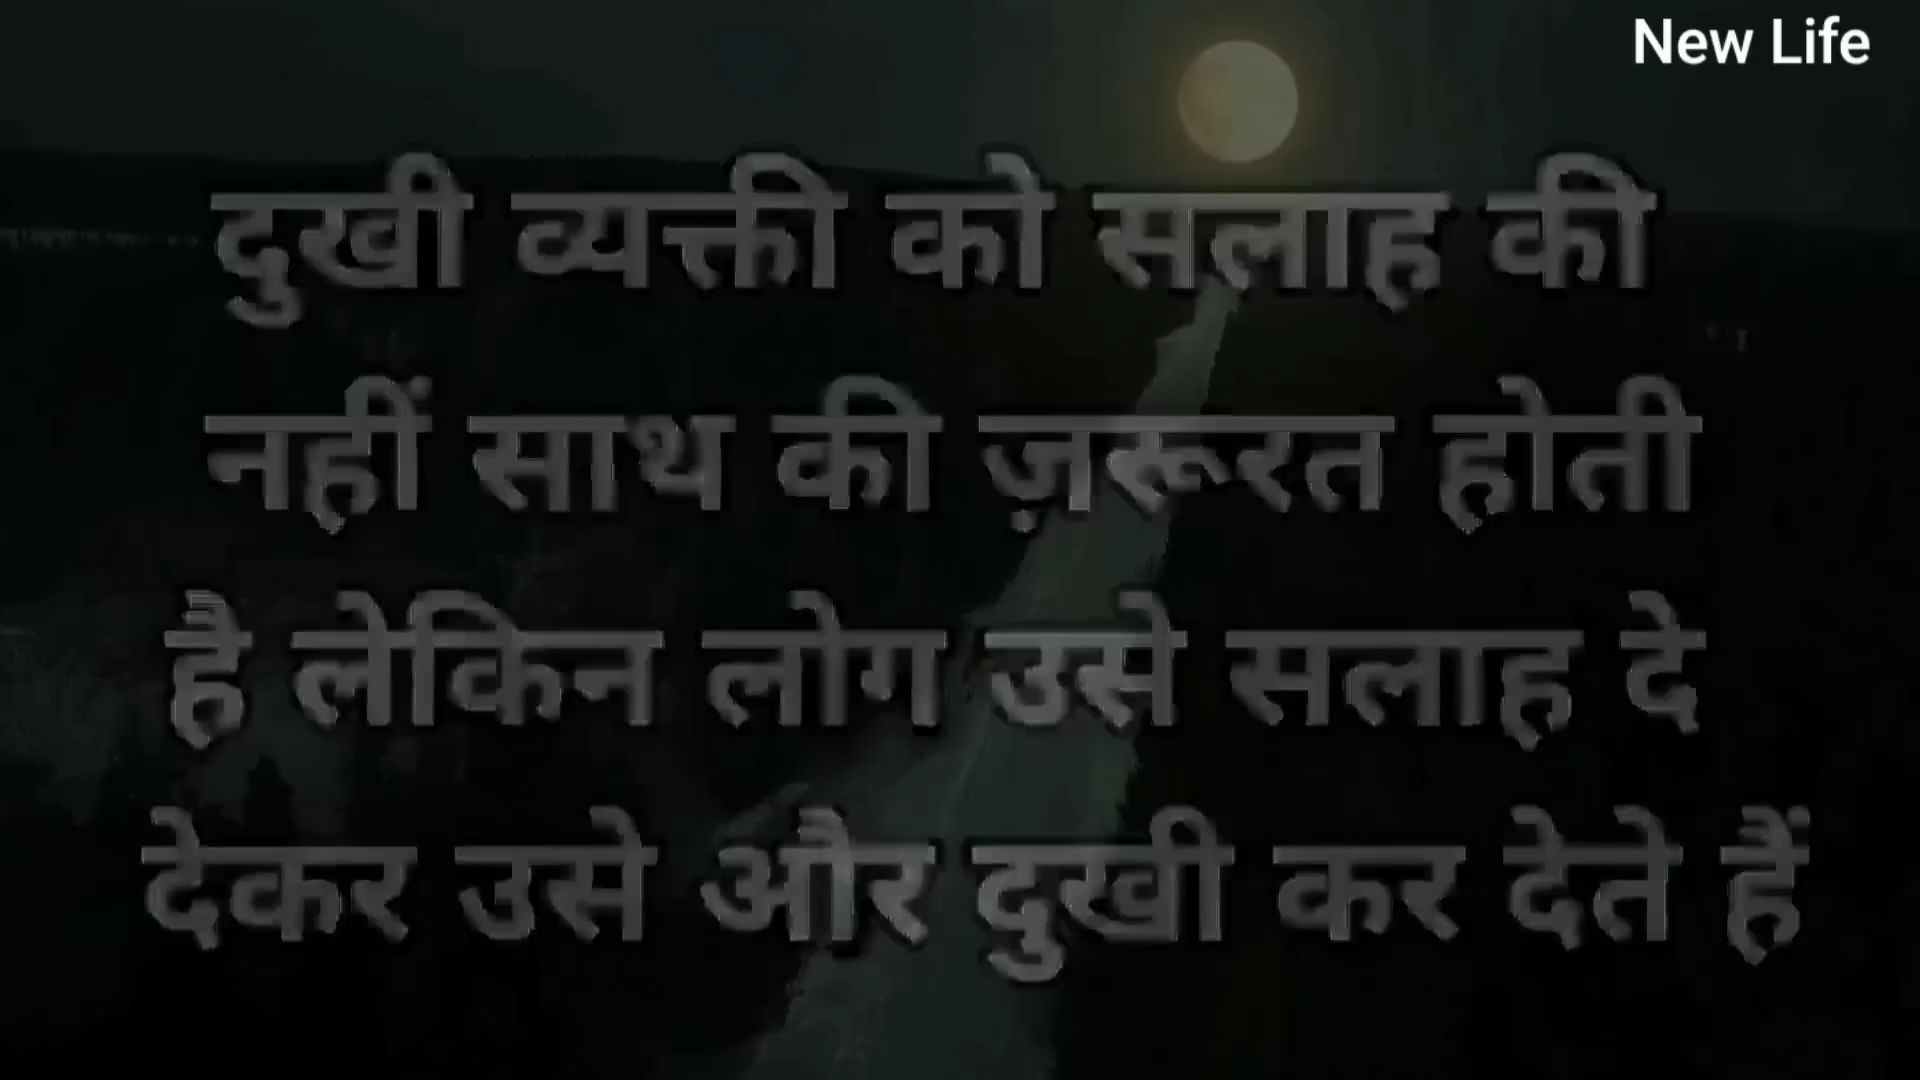 New Life
दुखी व्यक्ती को सलाह की
नहीं साथ की ज़रूरत होती
है लेकिन लोग उसे सलाह दे
देकर उसे और दुखी कर देते हैं